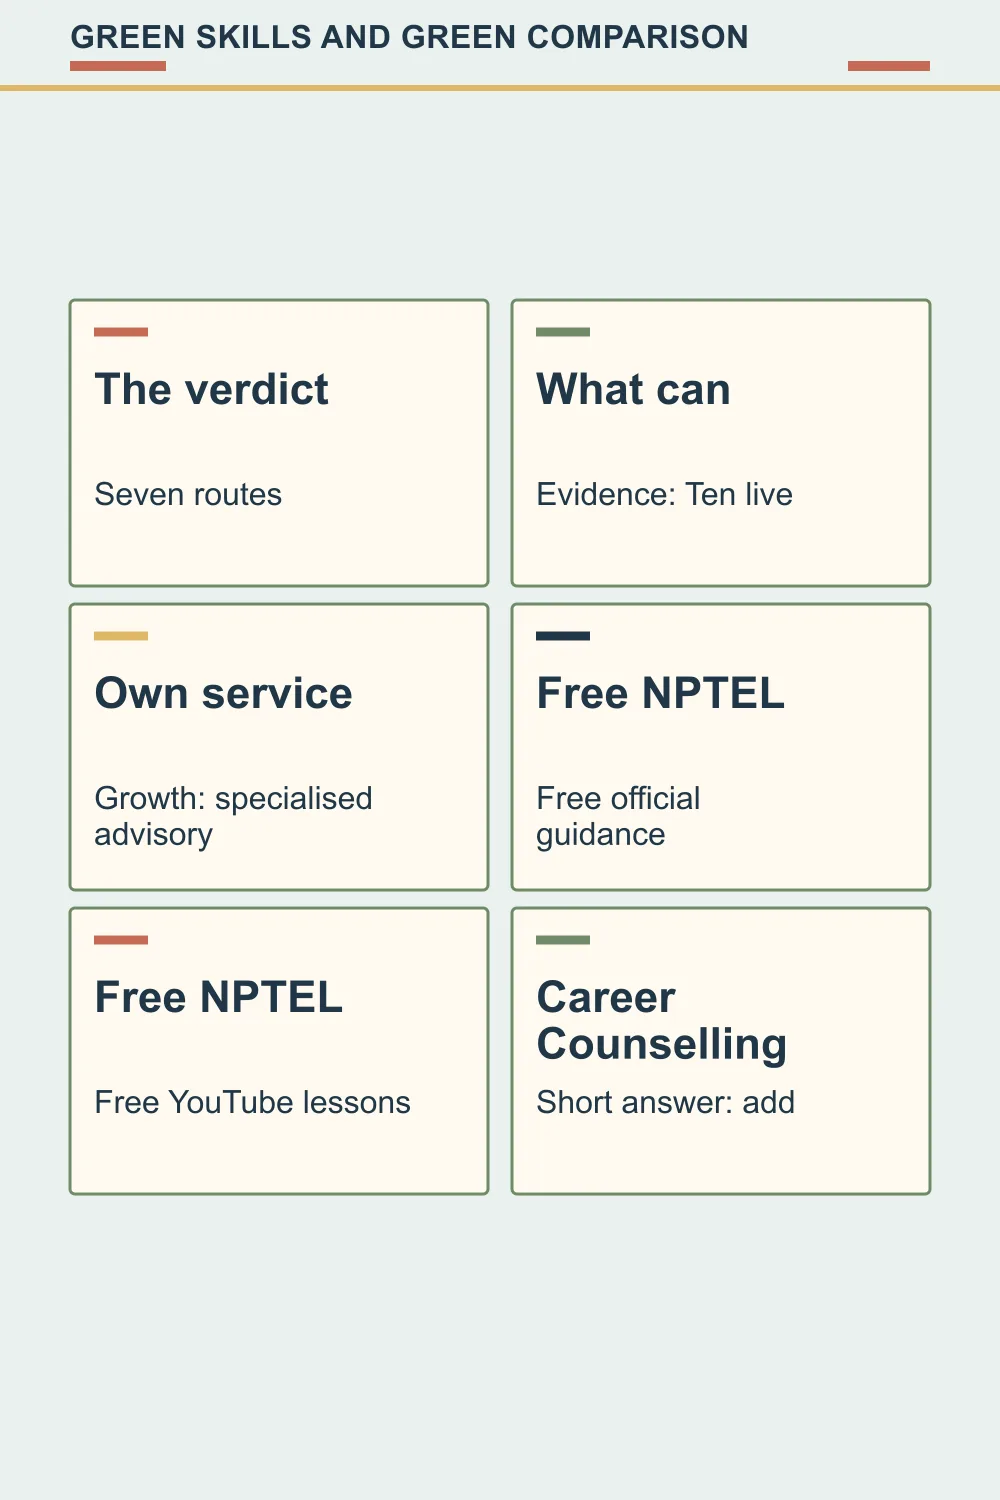 GREEN SKILLS AND GREEN COMPARISON
The verdict
Seven routes
What can
Evidence: Ten live
Own service
Growth: specialised
advisory
Free NPTEL
Free official
guidance
Free NPTEL
Free YouTube lessons
Career
Counselling
Short answer: add